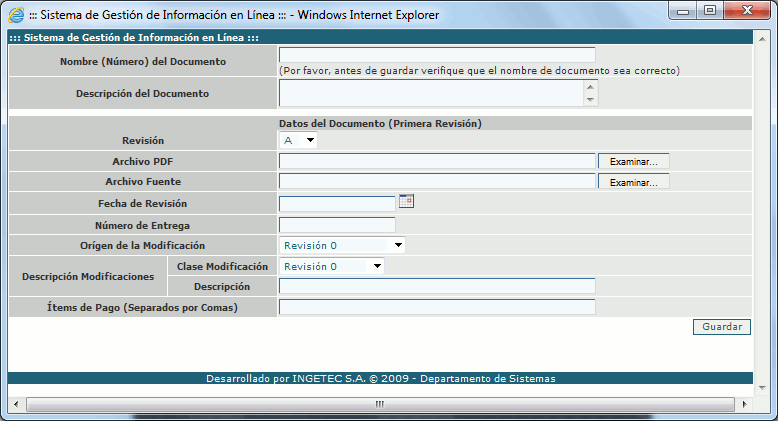 ::: Sistema de Gestión de Información en Línea ::: - Windows Internet Explorer
::: Sistema de Gestión de Información en Línea :::
Nombre (Número) del Documento
(Por favor, antes de guardar verifique que el nombre de documento sea correcto)
Descripción del Documento
Datos del Documento (Primera Revisión)
Revisión A
Archivo PDF Examinar...
Archivo Fuente Examinar...
Fecha de Revisión
Número de Entrega
Orígen de la Modificación Revisión 0
Descripción Modificaciones Clase Modificación Revisión 0
Descripción
Ítems de Pago (Separados por Comas)
Guardar
Desarrollado por INGETEC S.A. © 2009 - Departamento de Sistemas